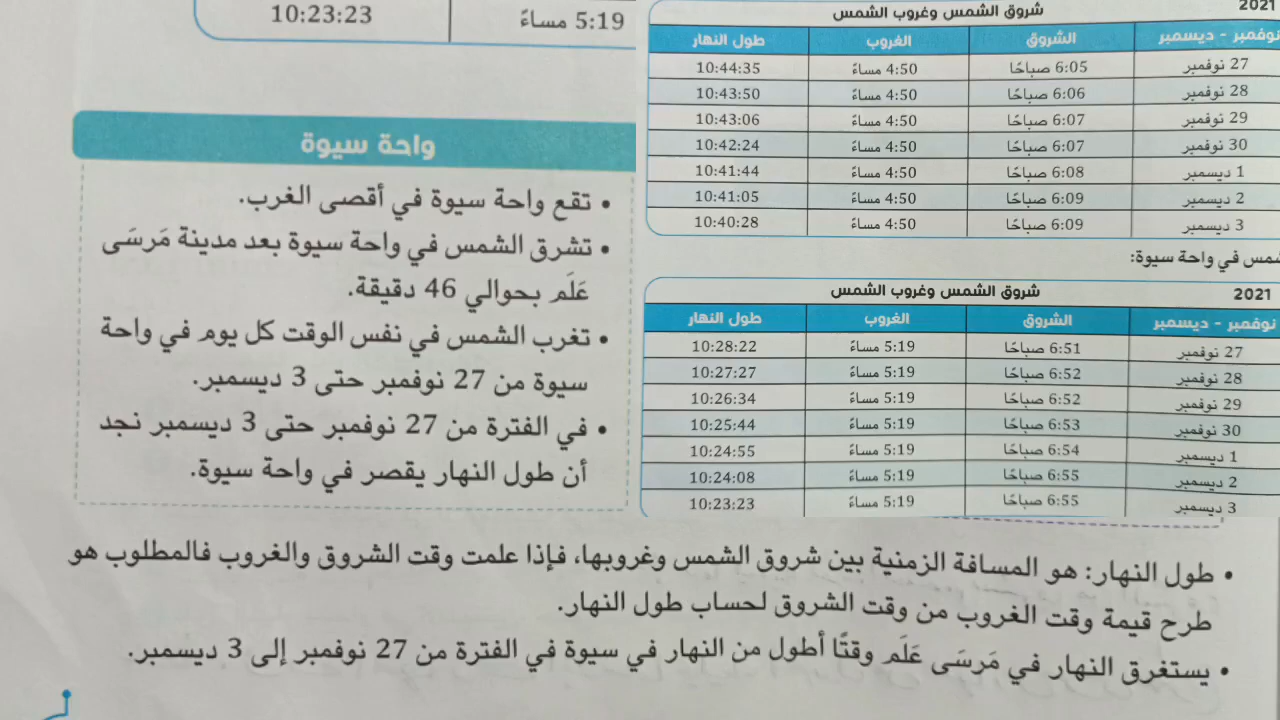 10:23:23 | 5:19 مساءً
شروق الشمس وغروب الشمس 2021
نوفمبر - ديسمبر | الشروق | الغروب | طول النهار
27 نوفمبر | 6:05 صباحًا | 4:50 مساءً | 10:44:35
28 نوفمبر | 6:06 صباحًا | 4:50 مساءً | 10:43:50
29 نوفمبر | 6:07 صباحًا | 4:50 مساءً | 10:43:06
30 نوفمبر | 6:07 صباحًا | 4:50 مساءً | 10:42:24
1 ديسمبر | 6:08 صباحًا | 4:50 مساءً | 10:41:44
2 ديسمبر | 6:09 صباحًا | 4:50 مساءً | 10:41:05
3 ديسمبر | 6:09 صباحًا | 4:50 مساءً | 10:40:28
في واحة سيوة:
2021 شروق الشمس وغروب الشمس
نوفمبر - ديسمبر | الشروق | الغروب | طول النهار
27 نوفمبر | 6:51 صباحًا | 5:19 مساءً | 10:28:22
28 نوفمبر | 6:52 صباحًا | 5:19 مساءً | 10:27:27
29 نوفمبر | 6:52 صباحًا | 5:19 مساءً | 10:26:34
30 نوفمبر | 6:53 صباحًا | 5:19 مساءً | 10:25:44
1 ديسمبر | 6:54 صباحًا | 5:19 مساءً | 10:24:55
2 ديسمبر | 6:55 صباحًا | 5:19 مساءً | 10:24:08
3 ديسمبر | 6:55 صباحًا | 5:19 مساءً | 10:23:23
واحة سيوة
• تقع واحة سيوة في أقصى الغرب.
• تشرق الشمس في واحة سيوة بعد مدينة مَرسَى
عَلَم بحوالي 46 دقيقة.
• تغرب الشمس في نفس الوقت كل يوم في واحة
سيوة من 27 نوفمبر حتى 3 ديسمبر.
• في الفترة من 27 نوفمبر حتى 3 ديسمبر نجد
أن طول النهار يقصر في واحة سيوة.
• طول النهار: هو المسافة الزمنية بين شروق الشمس وغروبها، فإذا علمت وقت الشروق والغروب فالمطلوب هو
طرح قيمة وقت الغروب من وقت الشروق لحساب طول النهار.
• يستغرق النهار في مَرسَى عَلَم وقتًا أطول من النهار في سيوة في الفترة من 27 نوفمبر إلى 3 ديسمبر.